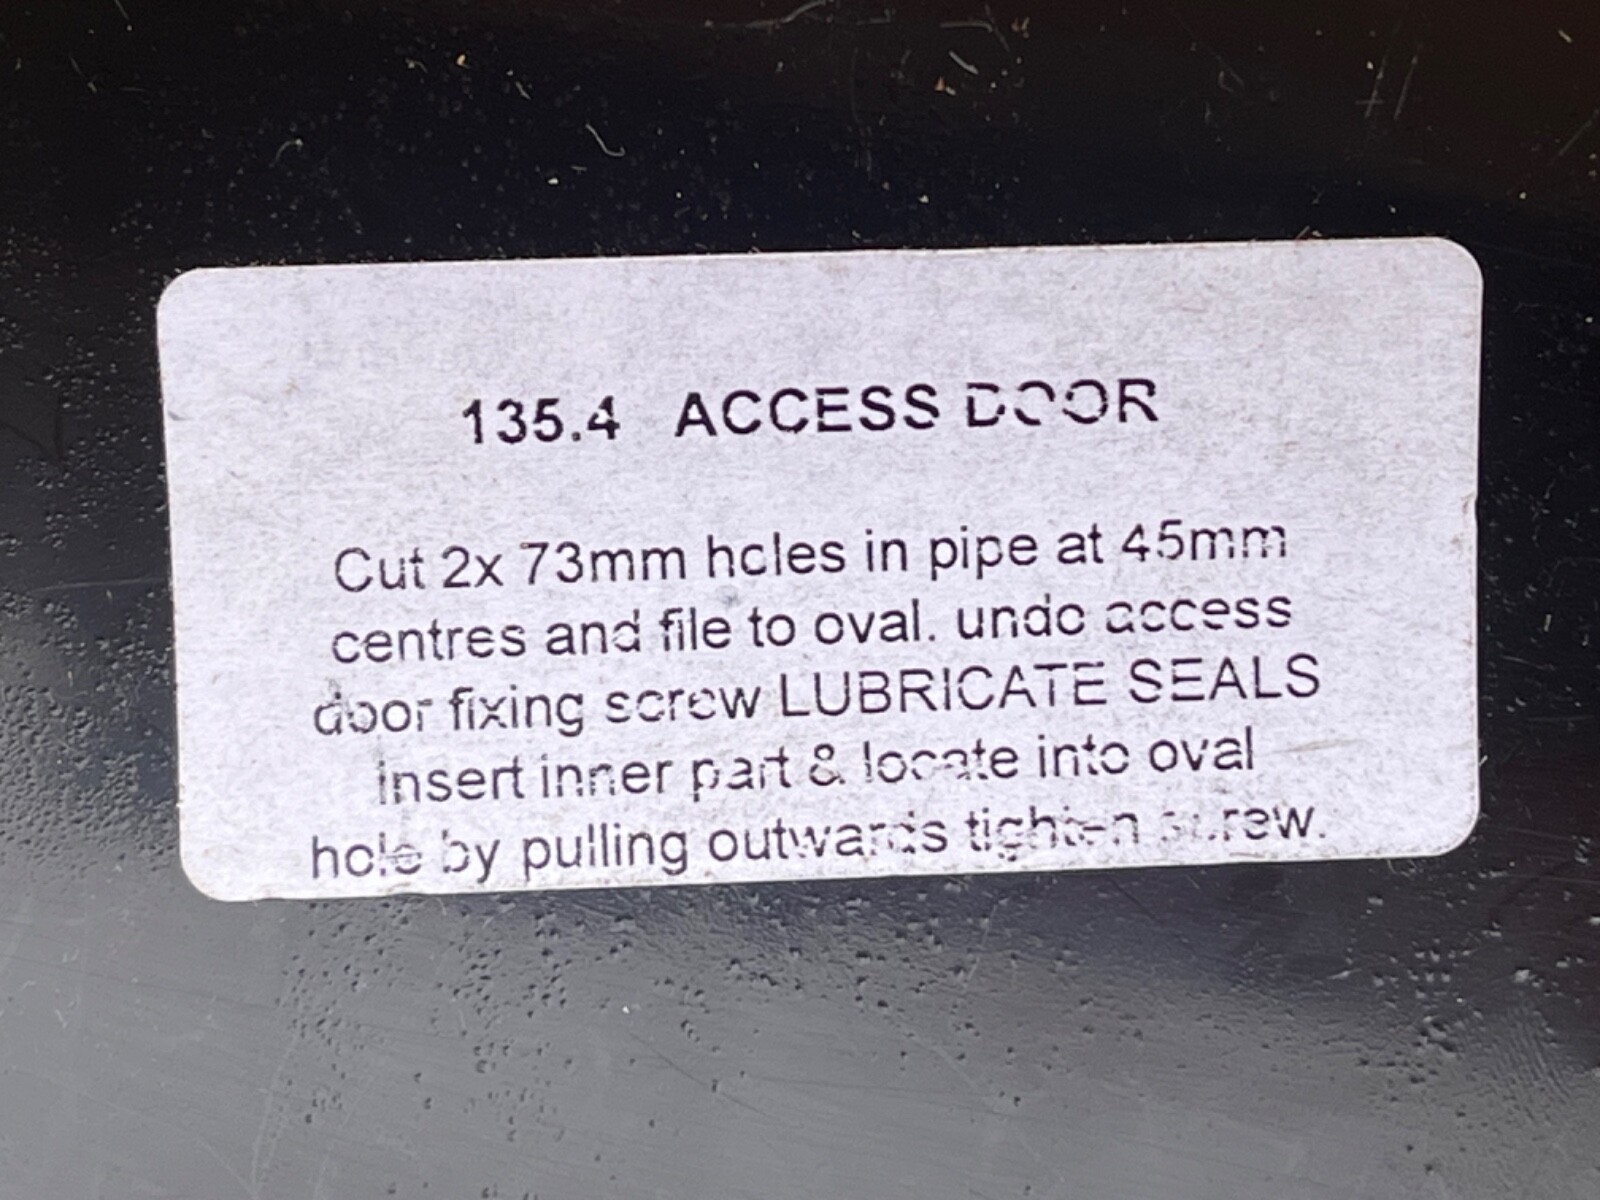 135.4 ACCESS DOOR
Cut 2x 73mm holes in pipe at 45mm
centres and file to oval. undo access
door fixing screw LUBRICATE SEALS
insert inner part & locate into oval
hole by pulling outwards tighten screw.